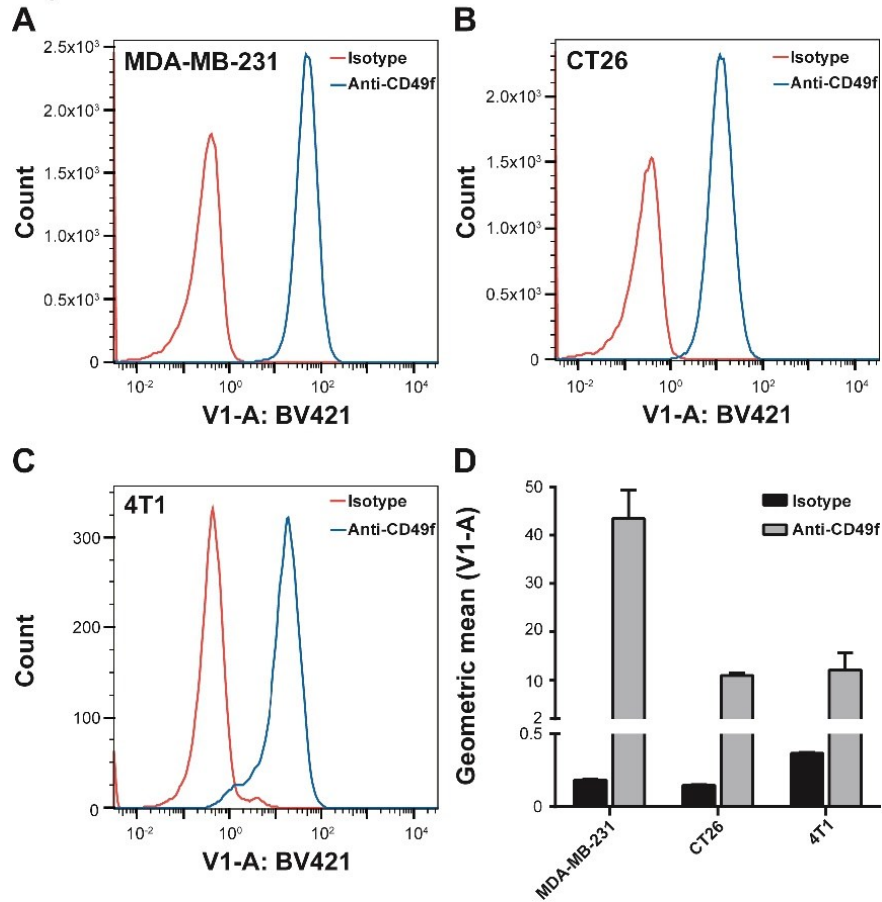 A
MDA-MB-231
Isotype
Anti-CD49f
2.5x10³
2.0x10³
1.5x10³
1.0x10³
0.5x10³
0
Count
10⁻² 10⁰ 10² 10⁴
V1-A: BV421
B
CT26
Isotype
Anti-CD49f
2.0x10³
1.5x10³
1.0x10³
0.5x10³
0
Count
10⁻² 10⁰ 10² 10⁴
V1-A: BV421
C
4T1
Isotype
Anti-CD49f
300
200
100
0
Count
10⁻² 10⁰ 10² 10⁴
V1-A: BV421
D
Isotype
Anti-CD49f
50
40
30
20
10
2
0.5
0
Geometric mean (V1-A)
MDA-MB-231
CT26
4T1